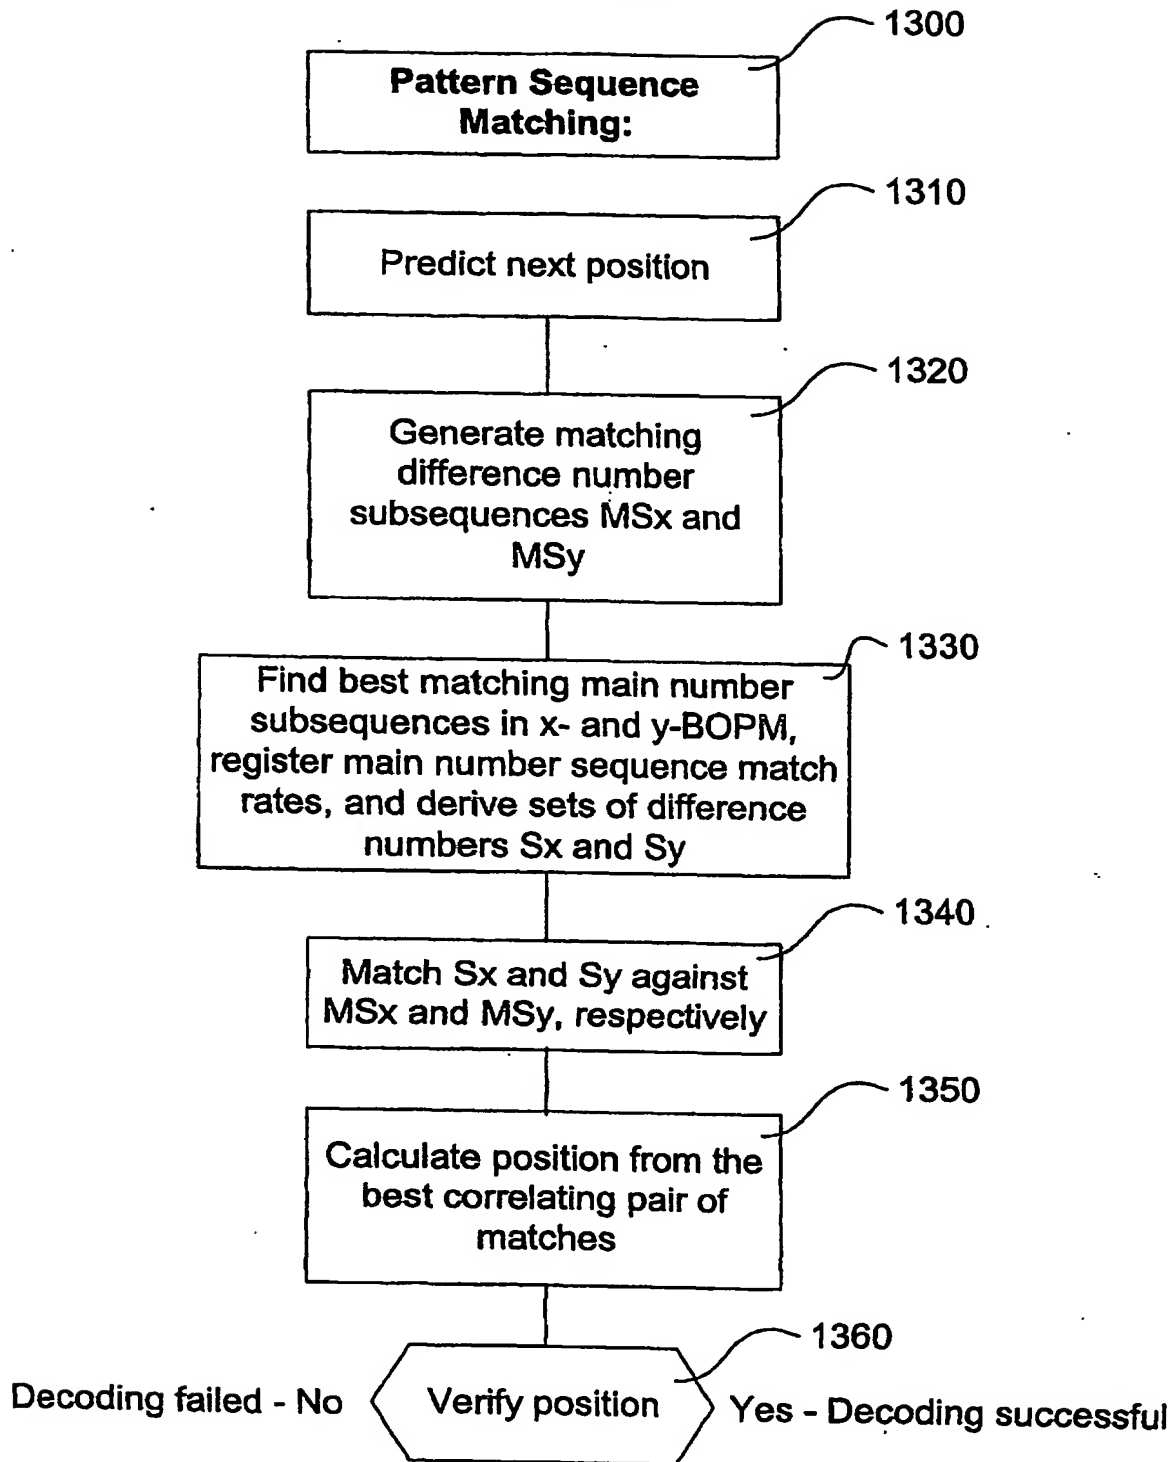 1300
Pattern Sequence
Matching:
1310
Predict next position
1320
Generate matching
difference number
subsequences MSx and
MSy
1330
Find best matching main number
subsequences in x- and y-BOPM,
register main number sequence match
rates, and derive sets of difference
numbers Sx and Sy
1340
Match Sx and Sy against
MSx and MSy, respectively
1350
Calculate position from the
best correlating pair of
matches
1360
Decoding failed - No
Verify position
Yes - Decoding successful